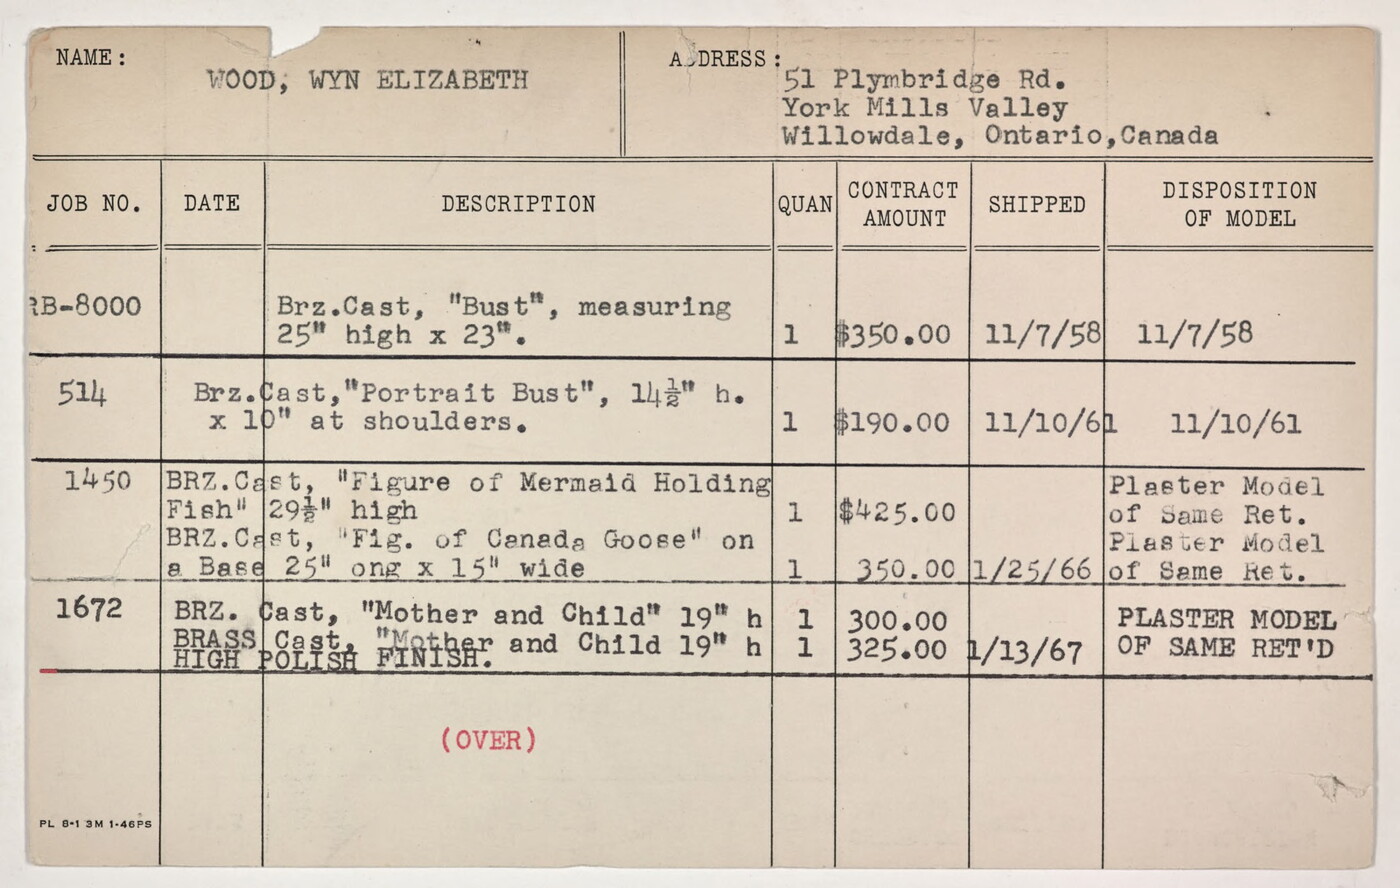 NAME: WOOD, WYN ELIZABETH
ADDRESS: 51 Plymbridge Rd.
York Mills Valley
Willowdale, Ontario,Canada
JOB NO. DATE DESCRIPTION QUAN CONTRACT AMOUNT SHIPPED DISPOSITION OF MODEL
RB-8000 Brz.Cast, "Bust", measuring
25" high x 23". 1 $350.00 11/7/58 11/7/58
514 Brz.Cast,"Portrait Bust", 14½" h.
x 10" at shoulders. 1 $190.00 11/10/61 11/10/61
1450 BRZ.Cast, "Figure of Mermaid Holding Plaster Model
Fish" 29½" high 1 $425.00 of Same Ret.
BRZ.Cast, "Fig. of Canada Goose" on Plaster Model
a Base 25" ong x 15" wide 1 350.00 1/25/66 of Same Ret.
1672 BRZ. Cast, "Mother and Child" 19" h 1 300.00 PLASTER MODEL
BRASS Cast, "Mother and Child 19" h 1 325.00 1/13/67 OF SAME RET'D
HIGH POLISH FINISH.
(OVER)
PL 8-1 3M 1-46PS